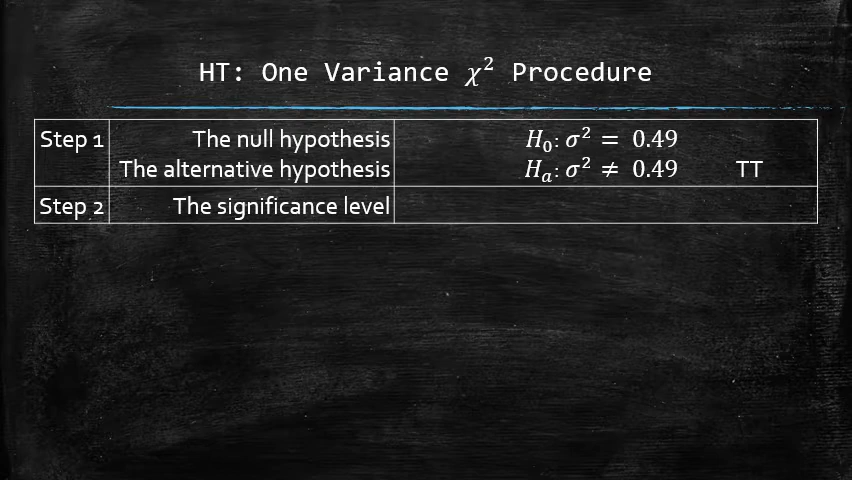 HT: One Variance χ² Procedure
Step 1 The null hypothesis H₀: σ² = 0.49
The alternative hypothesis Hₐ: σ² ≠ 0.49 TT
Step 2 The significance level